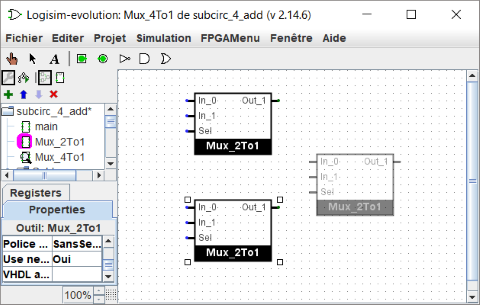 Logisim-evolution: Mux_4To1 de subcirc_4_add (v 2.14.6)
Fichier Editer Projet Simulation FPGAMenu Fenêtre Aide
A
subcirc_4_add*
main
Mux_2To1
Mux_4To1
Registers
Properties
Outil: Mux_2To1
Police ... SansSe...
Use ne... Oui
VHDL a...
100%
In_0 Out_1
In_1
Sel
Mux_2To1
In_0 Out_1
In_1
Sel
Mux_2To1
In_0 Out_1
In_1
Sel
Mux_2To1